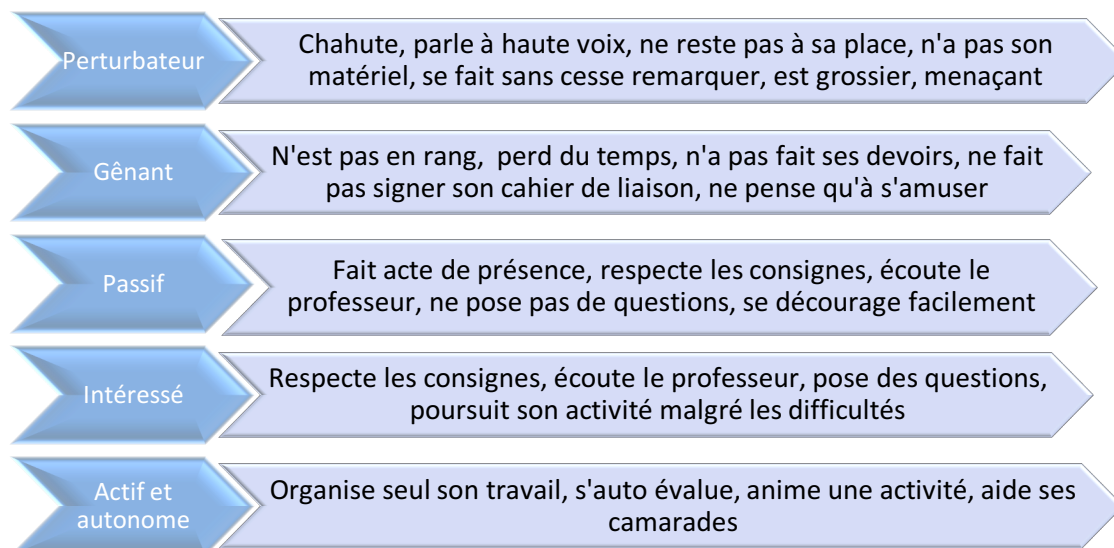 Perturbateur
Chahute, parle à haute voix, ne reste pas à sa place, n'a pas son
matériel, se fait sans cesse remarquer, est grossier, menaçant
Gênant
N'est pas en rang,  perd du temps, n'a pas fait ses devoirs, ne fait
pas signer son cahier de liaison, ne pense qu'à s'amuser
Passif
Fait acte de présence, respecte les consignes, écoute le
professeur, ne pose pas de questions, se décourage facilement
Intéressé
Respecte les consignes, écoute le professeur, pose des questions,
poursuit son activité malgré les difficultés
Actif et
autonome
Organise seul son travail, s'auto évalue, anime une activité, aide ses
camarades